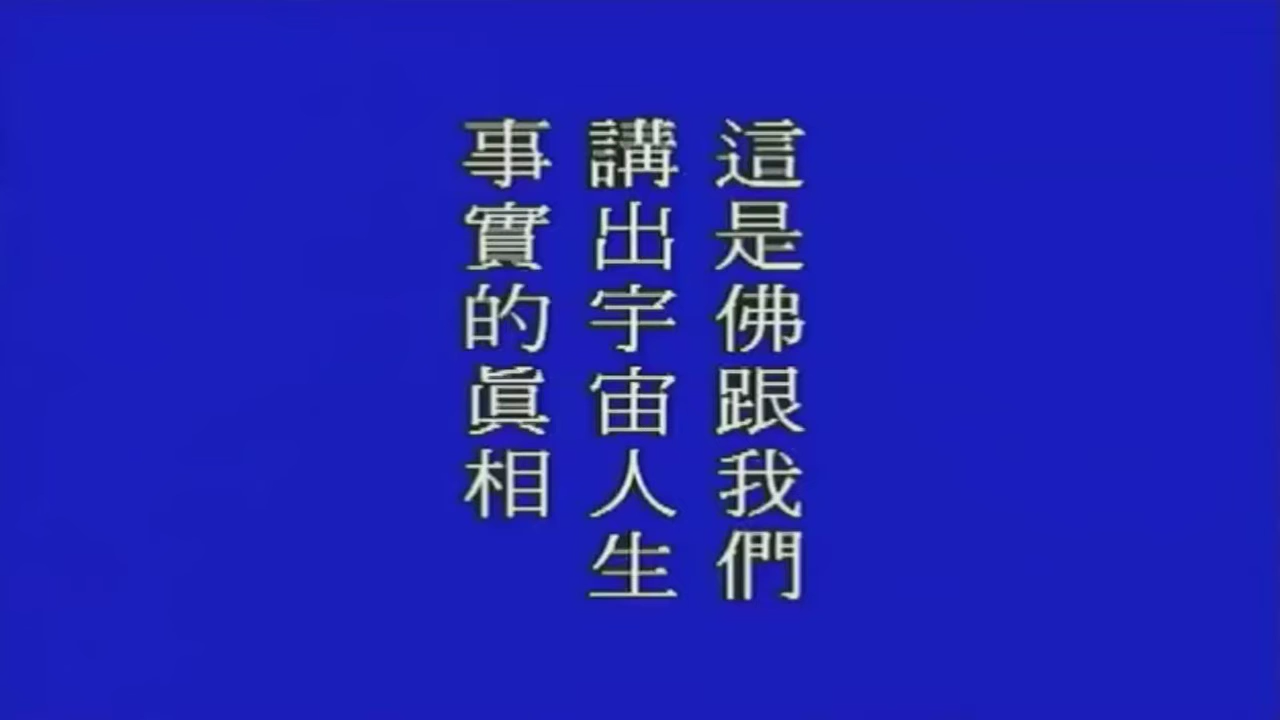 這是佛跟我們
講出宇宙人生
事實的眞相